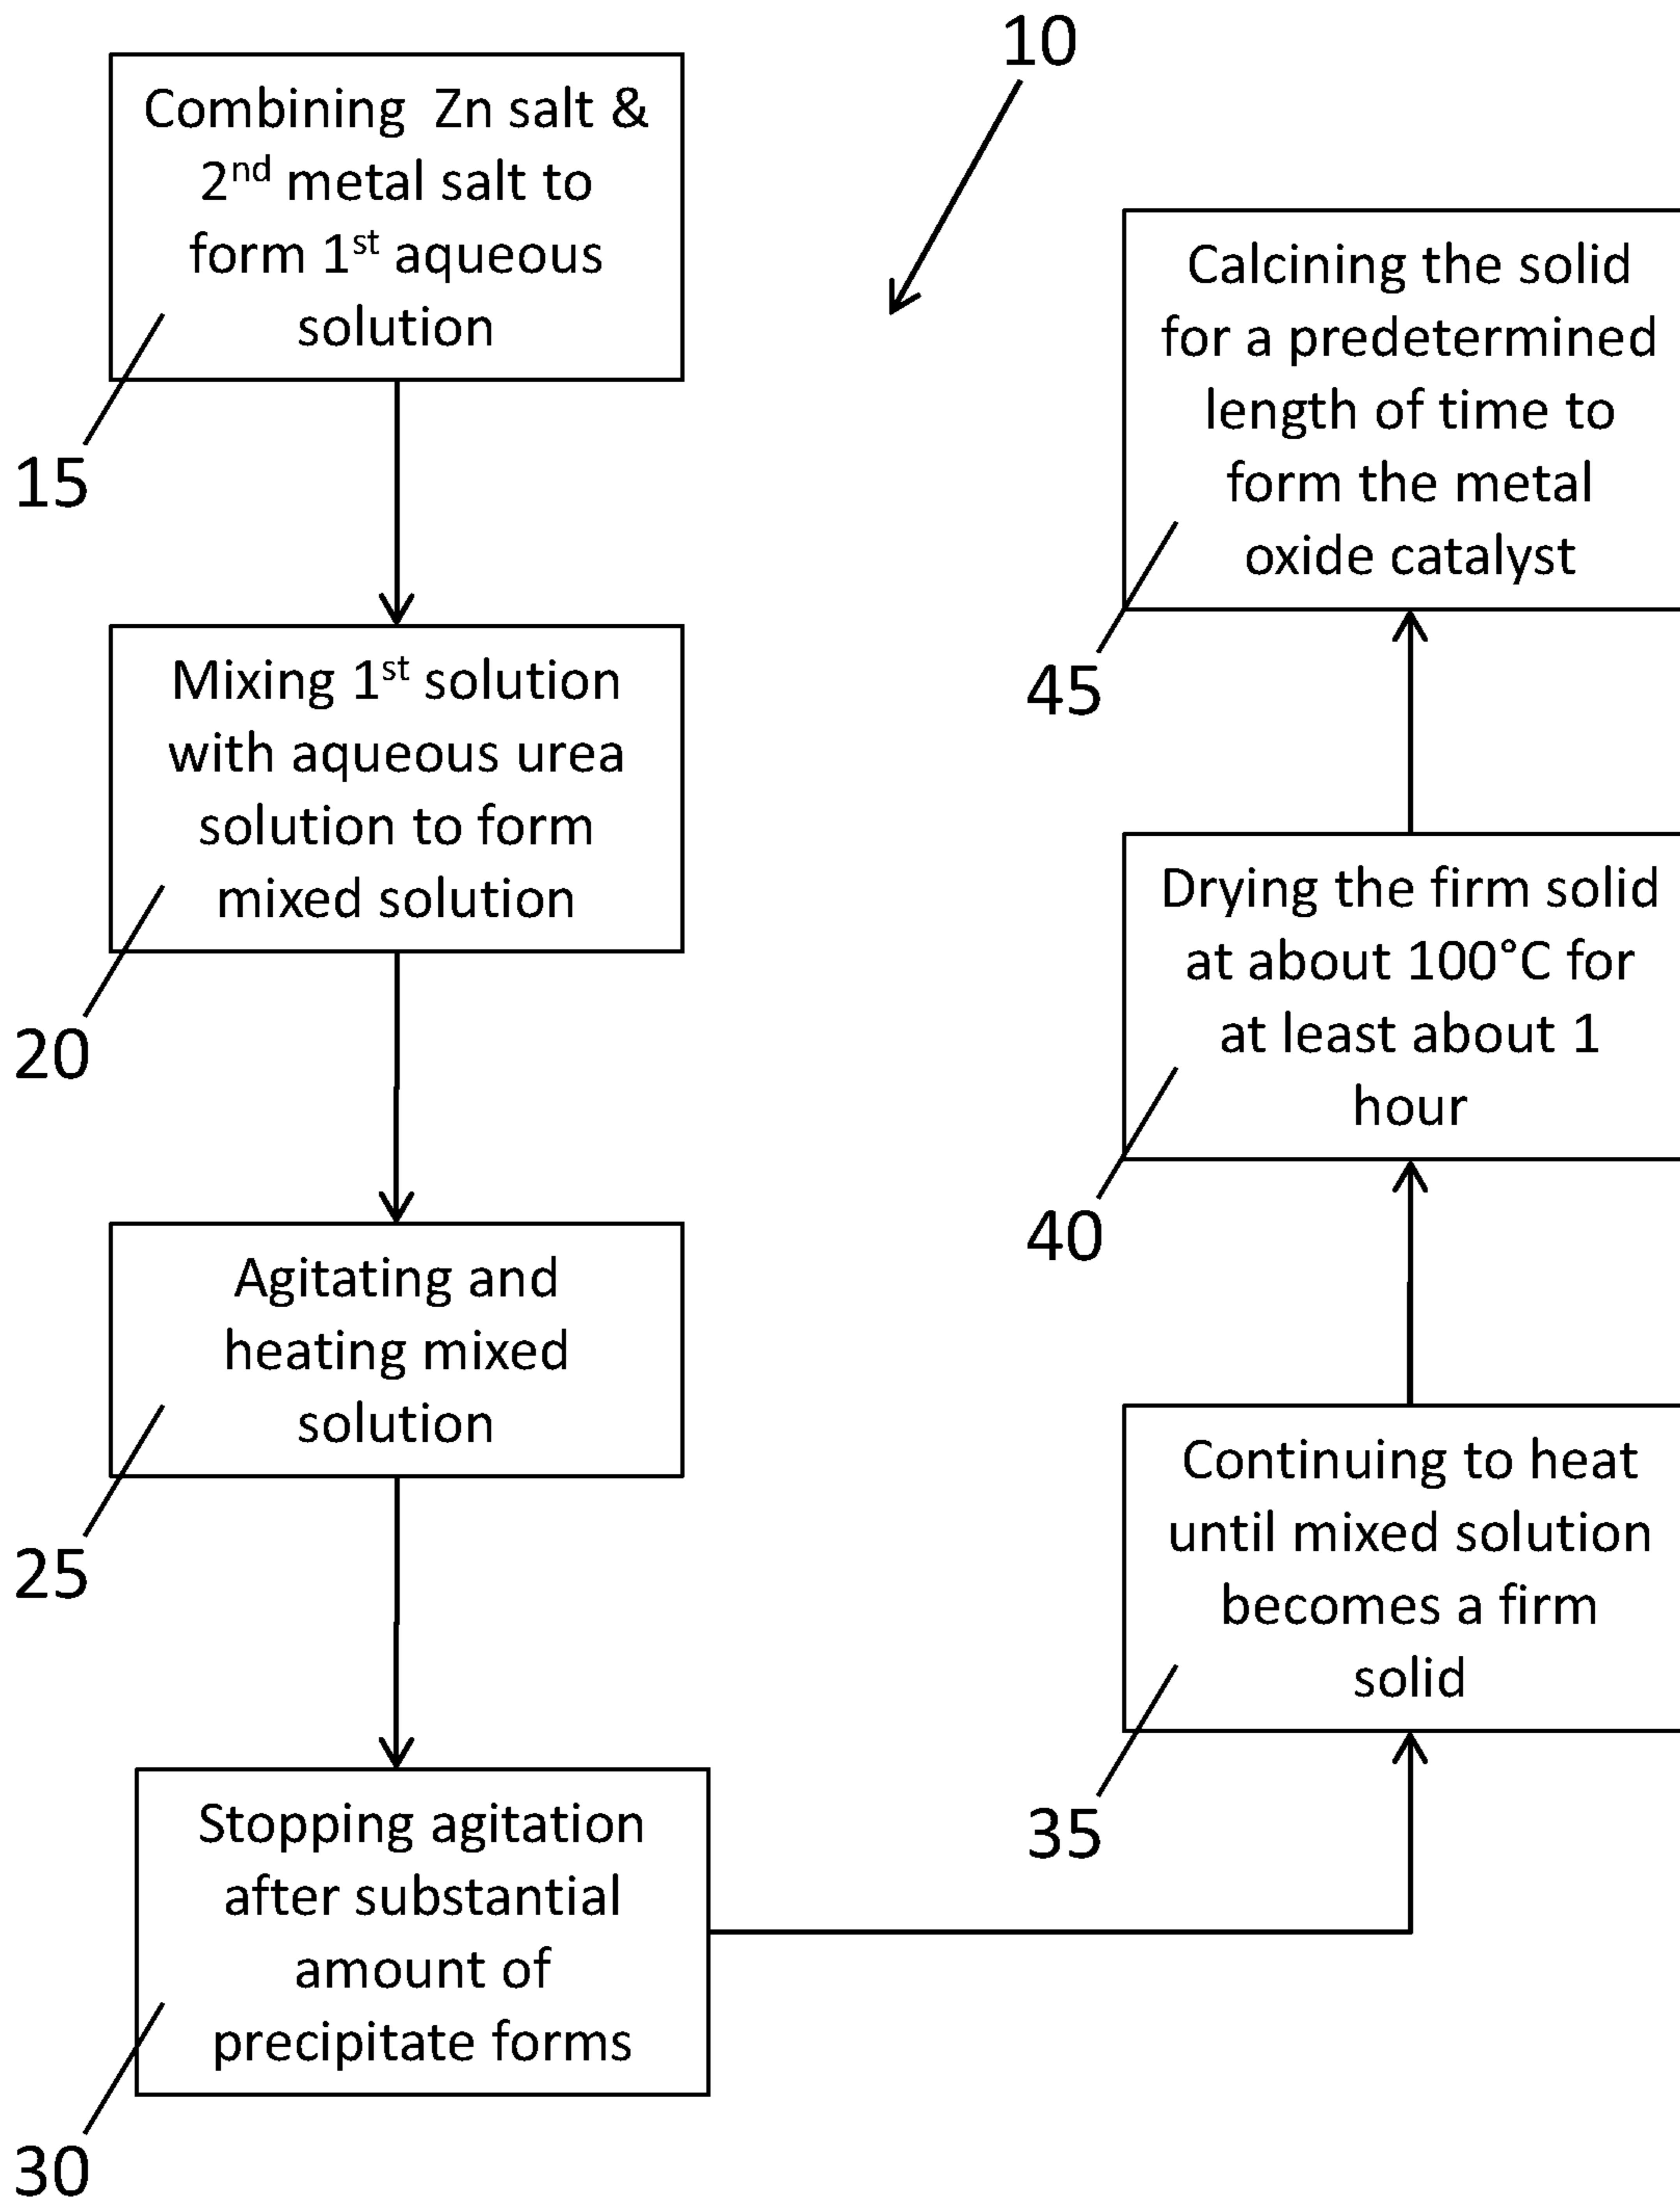 10
Combining Zn salt &
2nd metal salt to
form 1st aqueous
solution
15
Mixing 1st solution
with aqueous urea
solution to form
mixed solution
20
Agitating and
heating mixed
solution
25
Stopping agitation
after substantial
amount of
precipitate forms
30
Continuing to heat
until mixed solution
becomes a firm
solid
35
Drying the firm solid
at about 100°C for
at least about 1
hour
40
Calcining the solid
for a predetermined
length of time to
form the metal
oxide catalyst
45